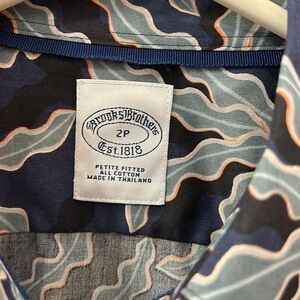 Brooks Brothers
2P
Est. 1818
PETITE FITTED
ALL COTTON
MADE IN THAILAND